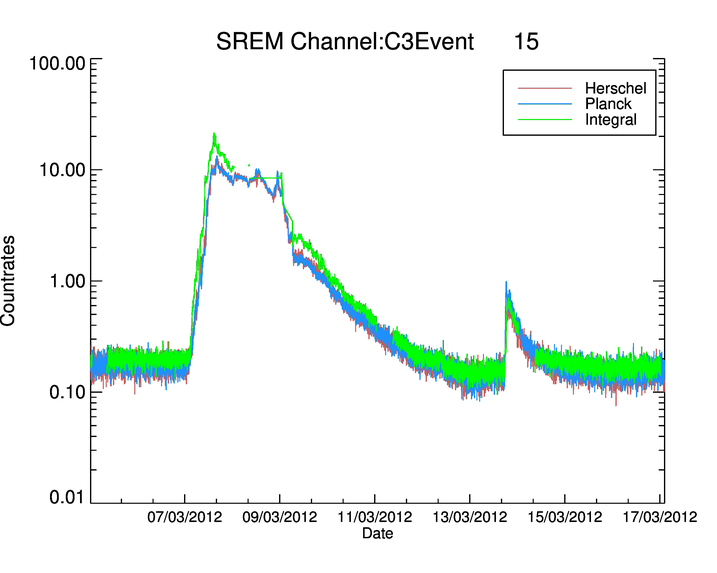 SREM Channel:C3Event 15
Herschel
Planck
Integral
100.00
10.00
1.00
0.10
0.01
Countrates
07/03/2012 09/03/2012 11/03/2012 13/03/2012 15/03/2012 17/03/2012
Date